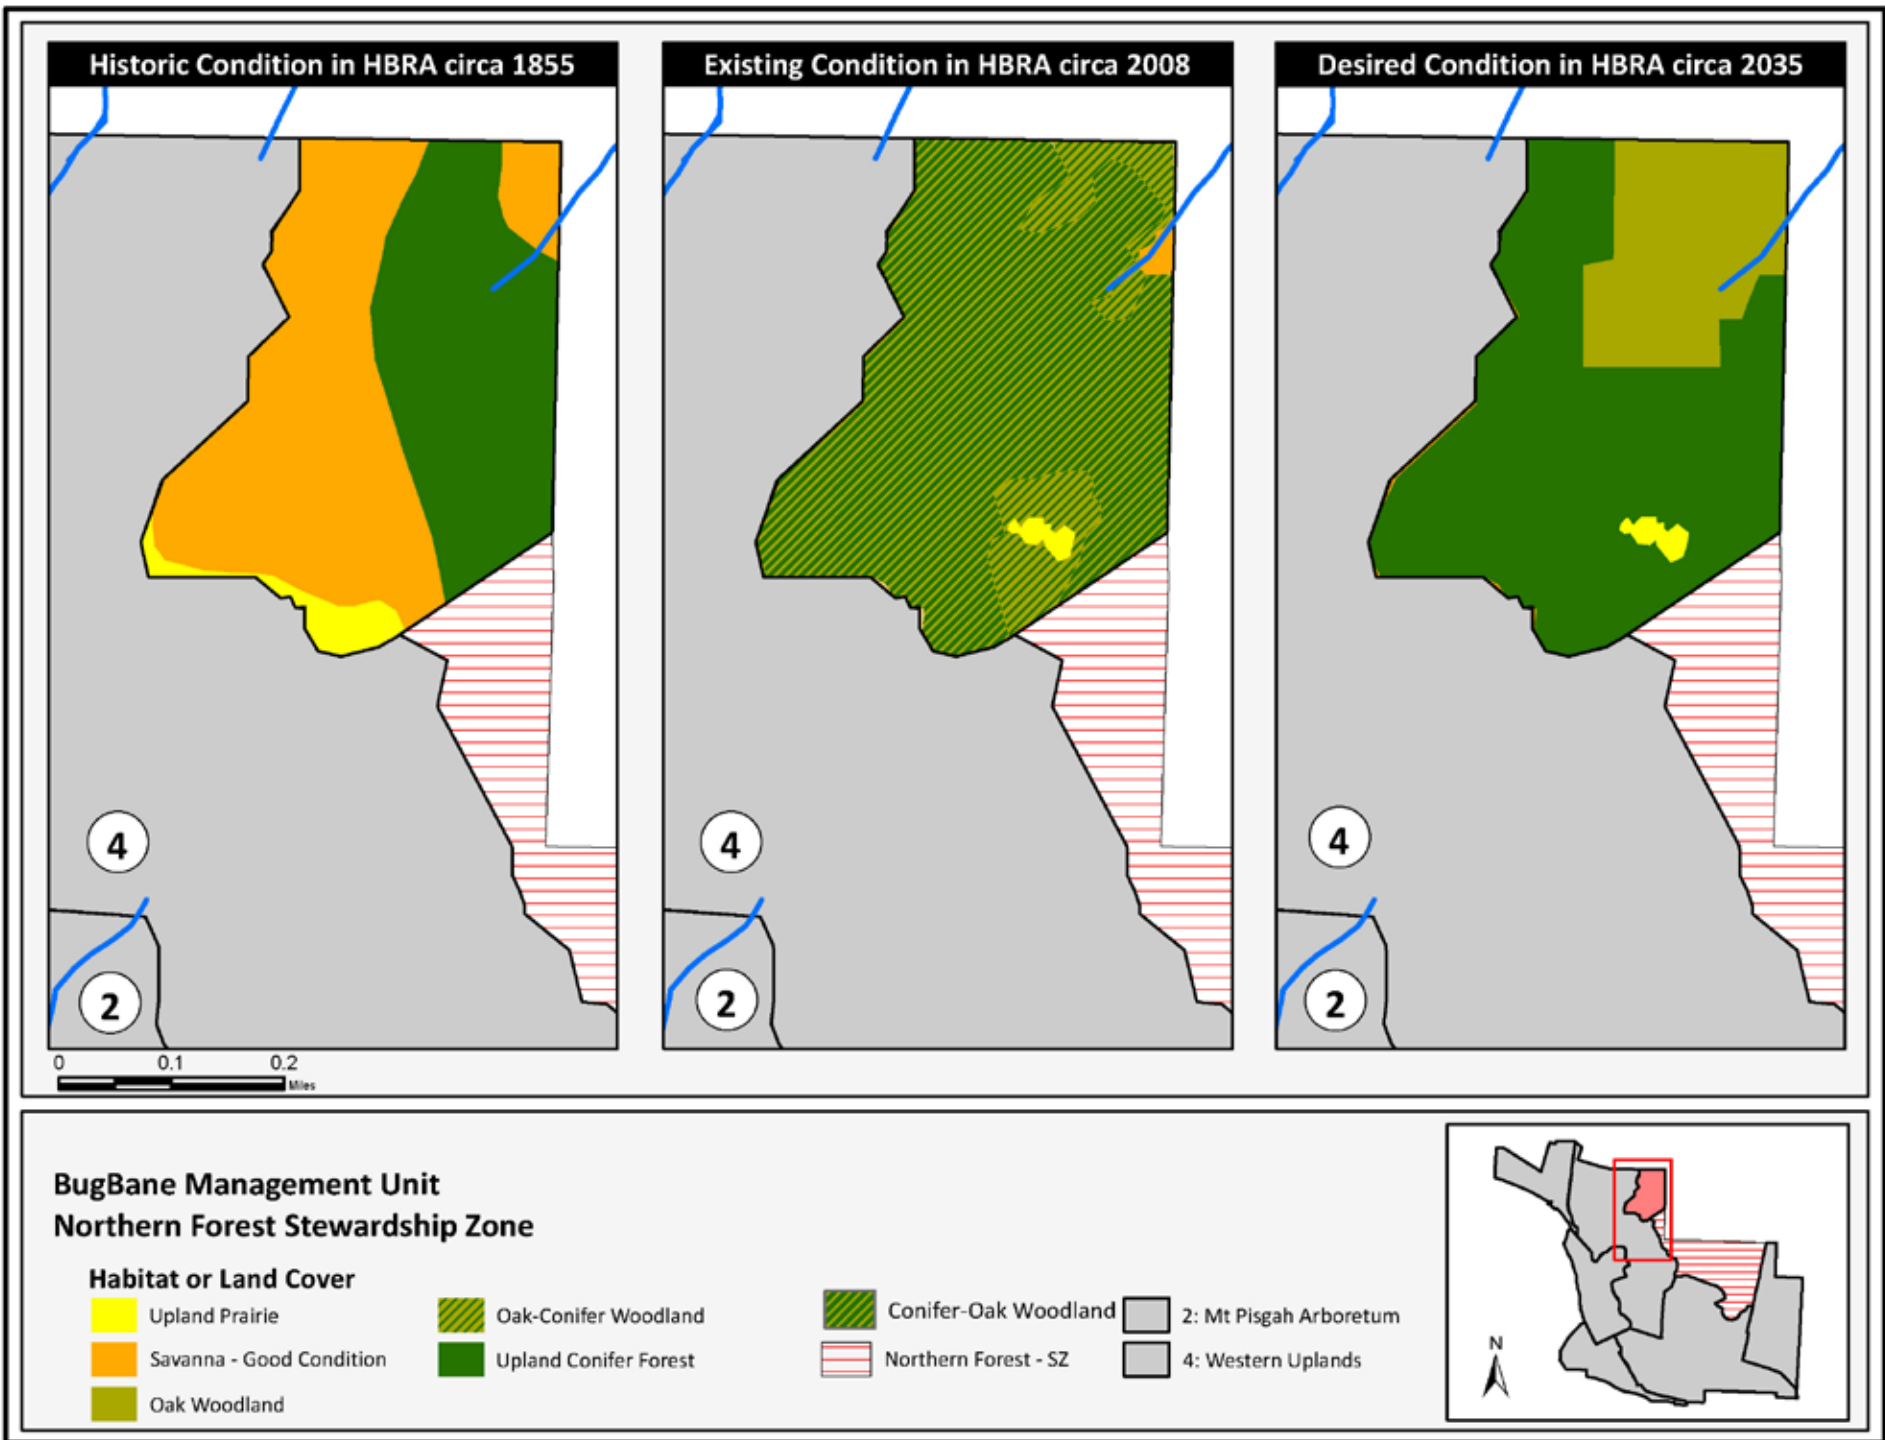 Historic Condition in HBRA circa 1855
Existing Condition in HBRA circa 2008
Desired Condition in HBRA circa 2035
4
2
4
2
4
2
0 0.1 0.2
Miles
BugBane Management Unit
Northern Forest Stewardship Zone
Habitat or Land Cover
Upland Prairie
Savanna - Good Condition
Oak Woodland
Oak-Conifer Woodland
Upland Conifer Forest
Conifer-Oak Woodland
Northern Forest - SZ
2: Mt Pisgah Arboretum
4: Western Uplands
N